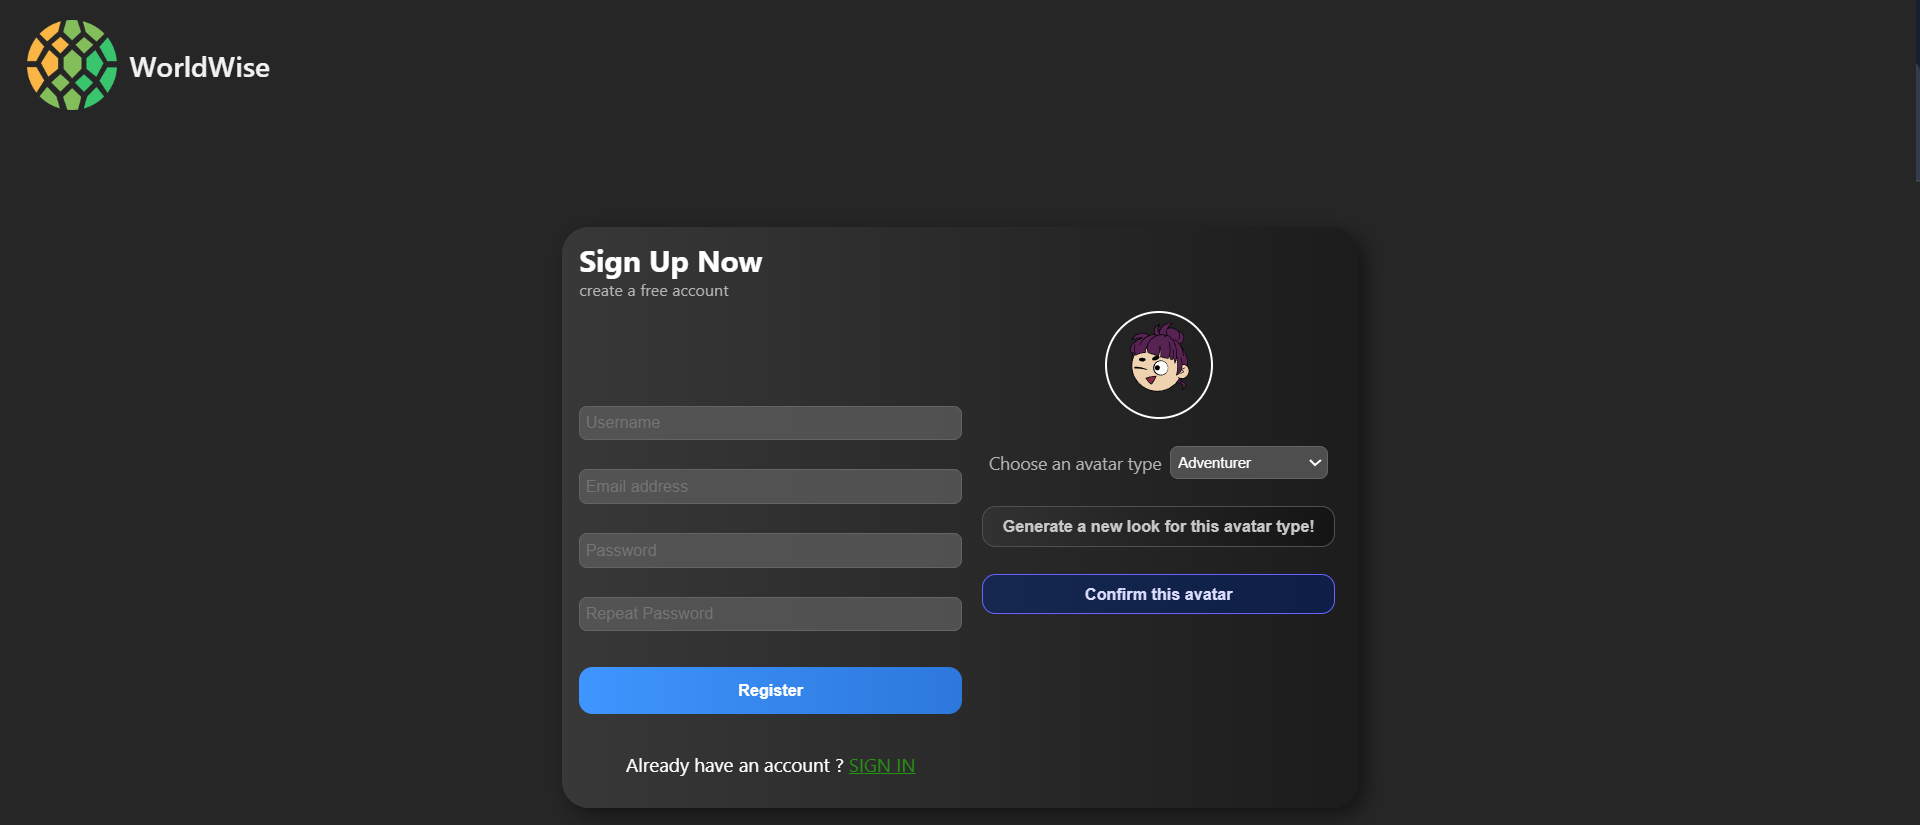 WorldWise
Sign Up Now
create a free account
Username
Email address
Password
Repeat Password
Register
Already have an account ? SIGN IN
Choose an avatar type Adventurer
Generate a new look for this avatar type!
Confirm this avatar